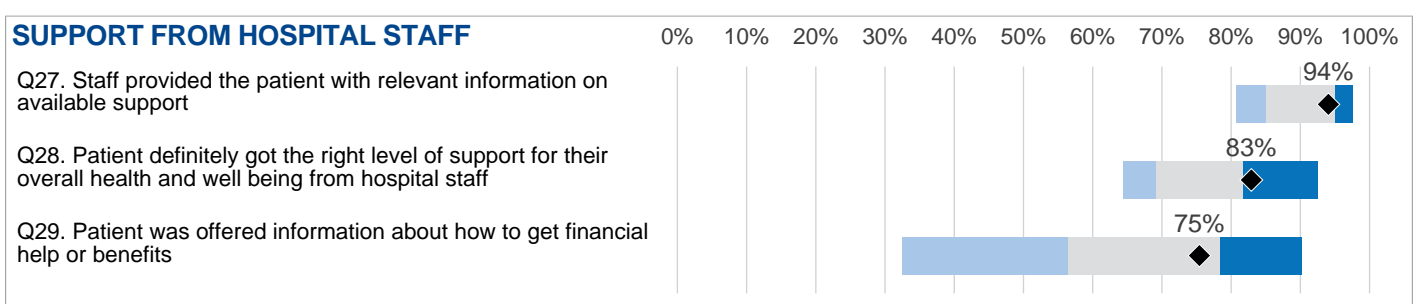 SUPPORT FROM HOSPITAL STAFF 0% 10% 20% 30% 40% 50% 60% 70% 80% 90% 100%
Q27. Staff provided the patient with relevant information on
available support
94%
Q28. Patient definitely got the right level of support for their
overall health and well being from hospital staff
83%
Q29. Patient was offered information about how to get financial
help or benefits
75%